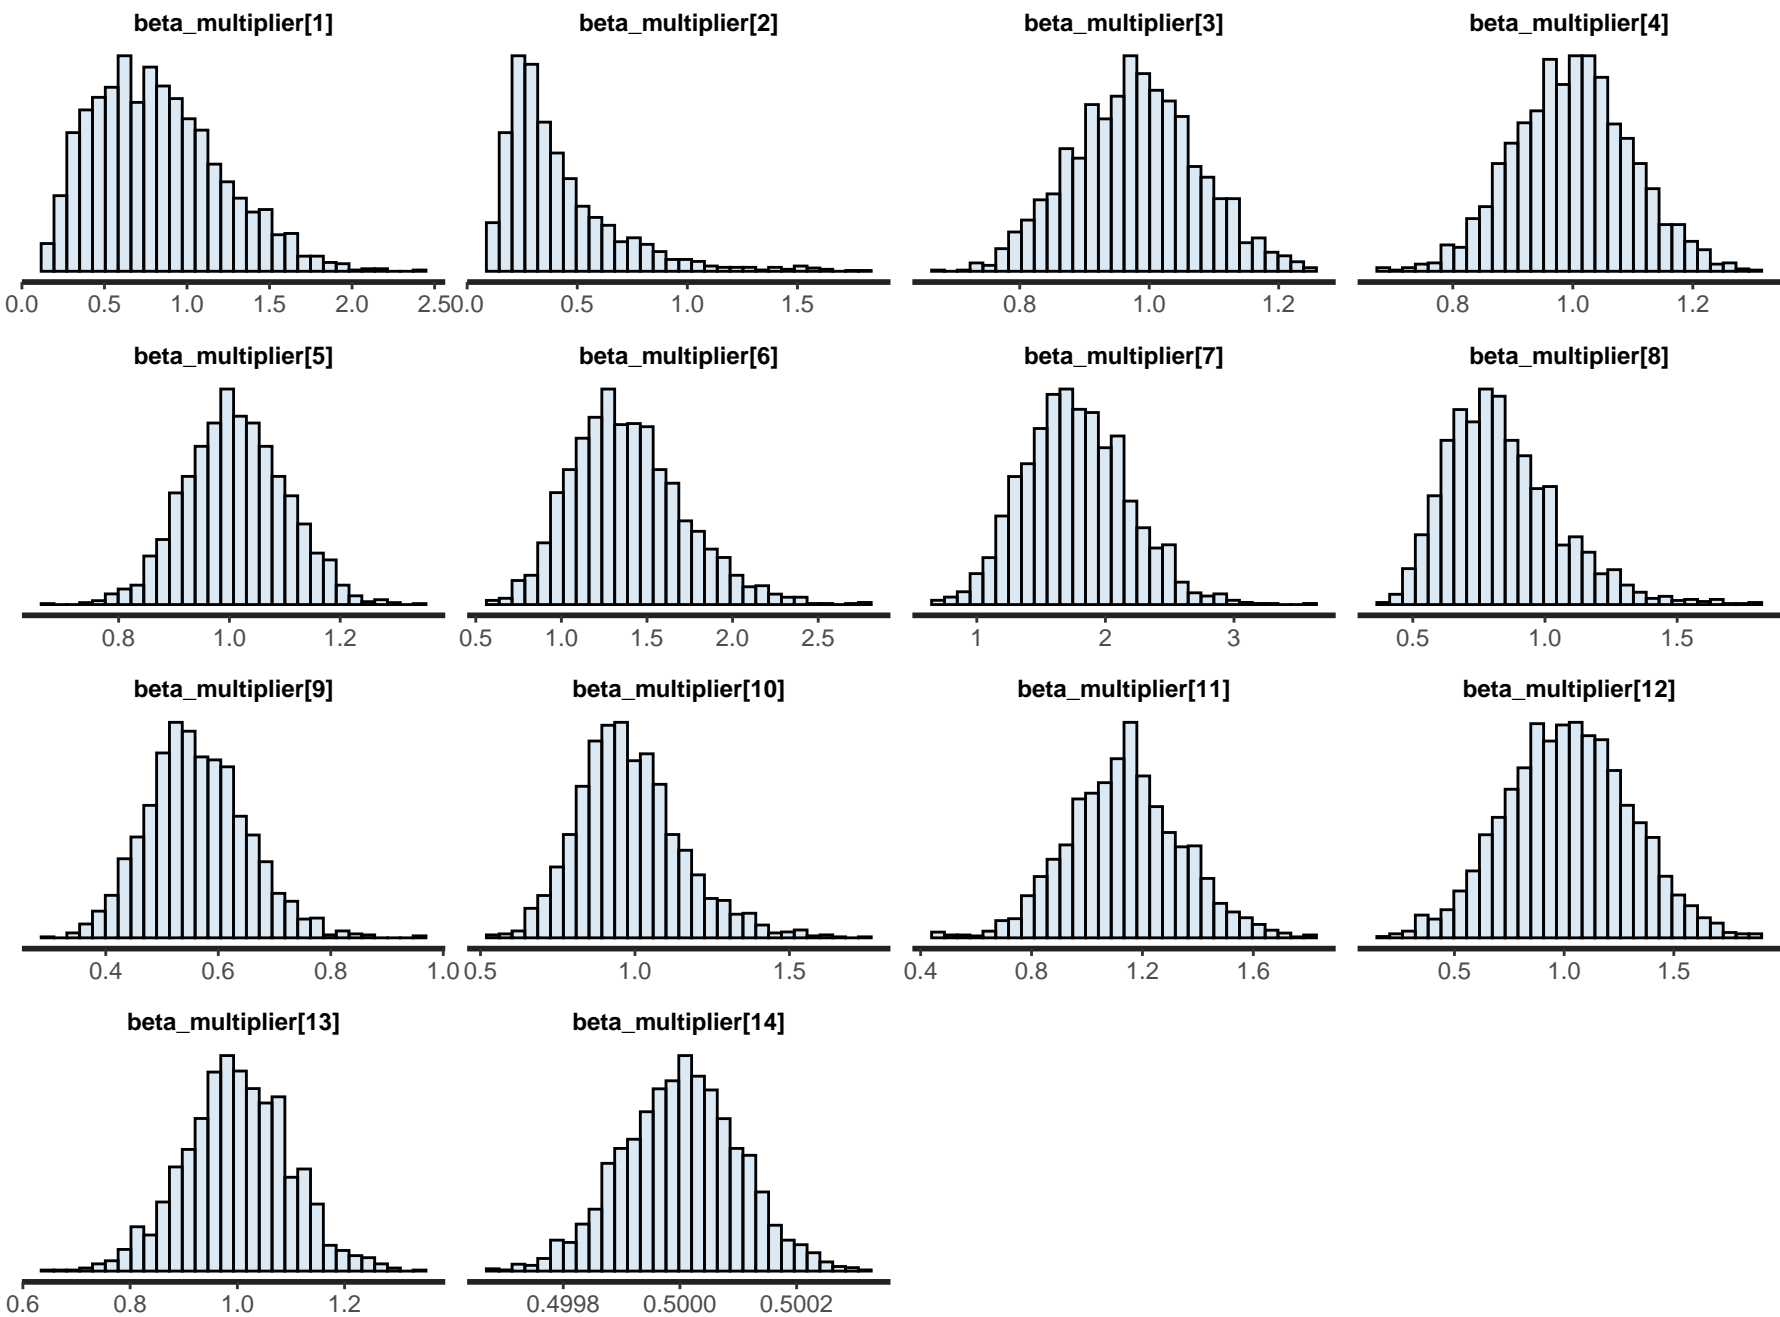 beta_multiplier[1] beta_multiplier[2] beta_multiplier[3] beta_multiplier[4]
0.0 0.5 1.0 1.5 2.0 2.5 0.0 0.5 1.0 1.5 0.8 1.0 1.2 0.8 1.0 1.2
beta_multiplier[5] beta_multiplier[6] beta_multiplier[7] beta_multiplier[8]
0.8 1.0 1.2 0.5 1.0 1.5 2.0 2.5 1 2 3 0.5 1.0 1.5
beta_multiplier[9] beta_multiplier[10] beta_multiplier[11] beta_multiplier[12]
0.4 0.6 0.8 1.0 0.5 1.0 1.5 0.4 0.8 1.2 1.6 0.5 1.0 1.5
beta_multiplier[13] beta_multiplier[14]
0.6 0.8 1.0 1.2 0.4998 0.5000 0.5002